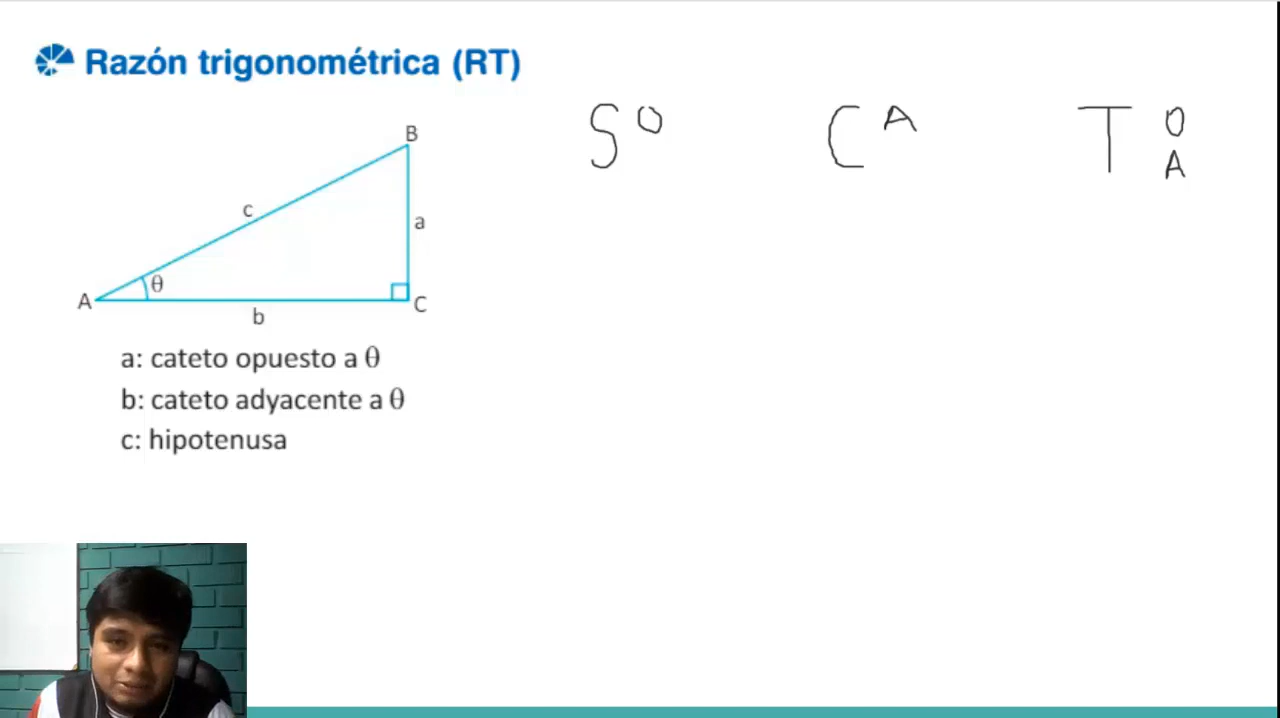 Razón trigonométrica (RT)
S O C A T O
A
B
c
a
θ
A
C
b
a: cateto opuesto a θ
b: cateto adyacente a θ
c: hipotenusa